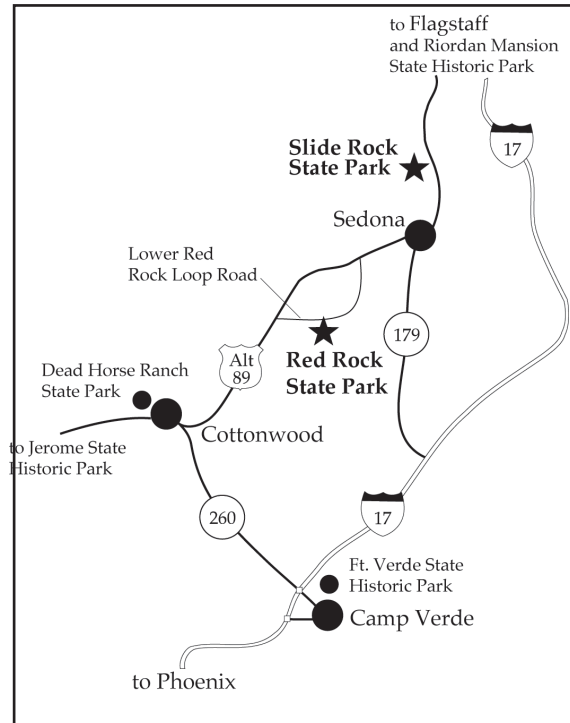 to Flagstaff
and Riordan Mansion
State Historic Park
17
Slide Rock
State Park
Sedona
Lower Red
Rock Loop Road
179
Red Rock
State Park
Alt
89
Dead Horse Ranch
State Park
Cottonwood
to Jerome State
Historic Park
260
17
Ft. Verde State
Historic Park
Camp Verde
to Phoenix